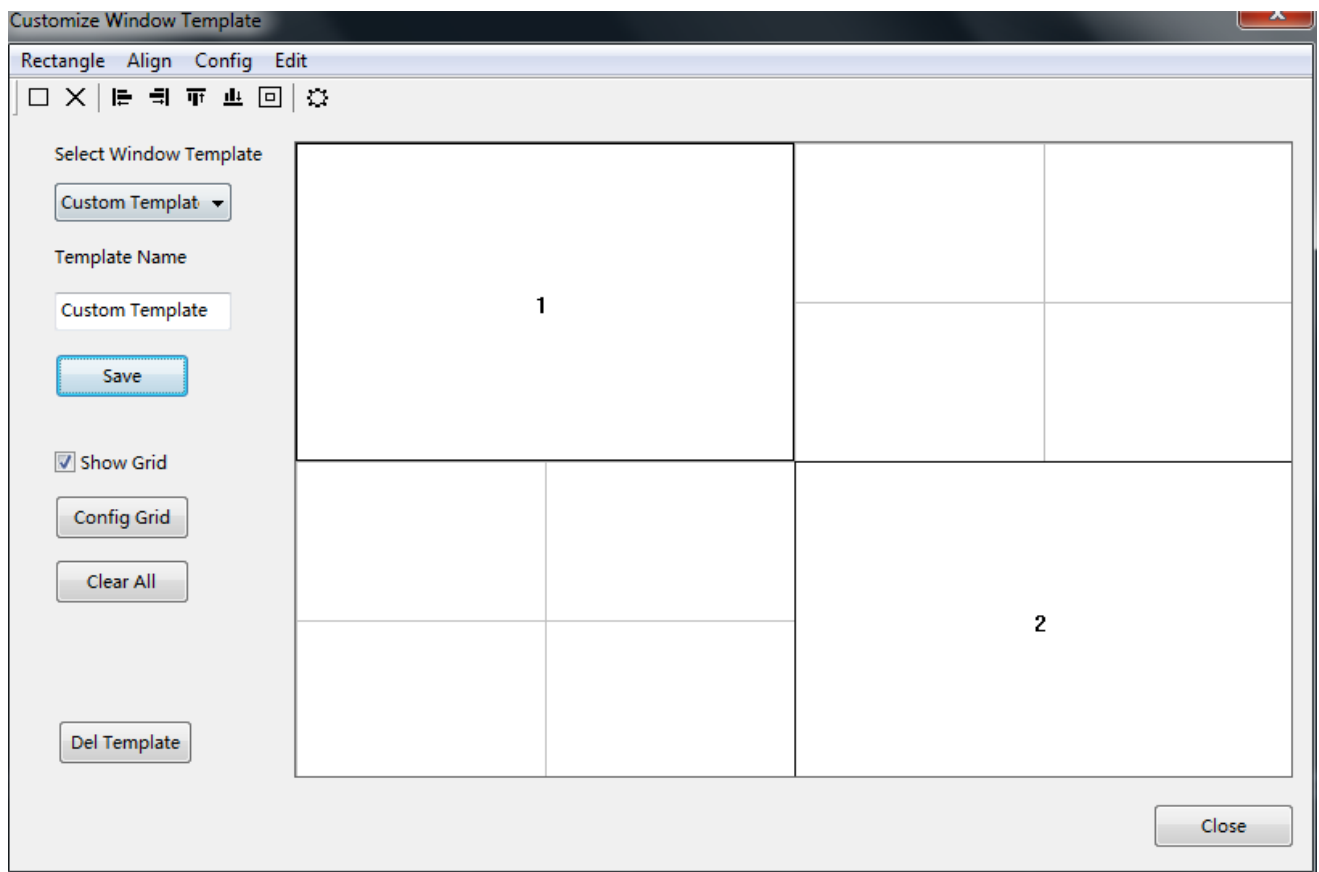 Customize Window Template
Rectangle Align Config Edit
Select Window Template
Custom Templat
Template Name
Custom Template
Save
Show Grid
Config Grid
Clear All
Del Template
1
2
Close